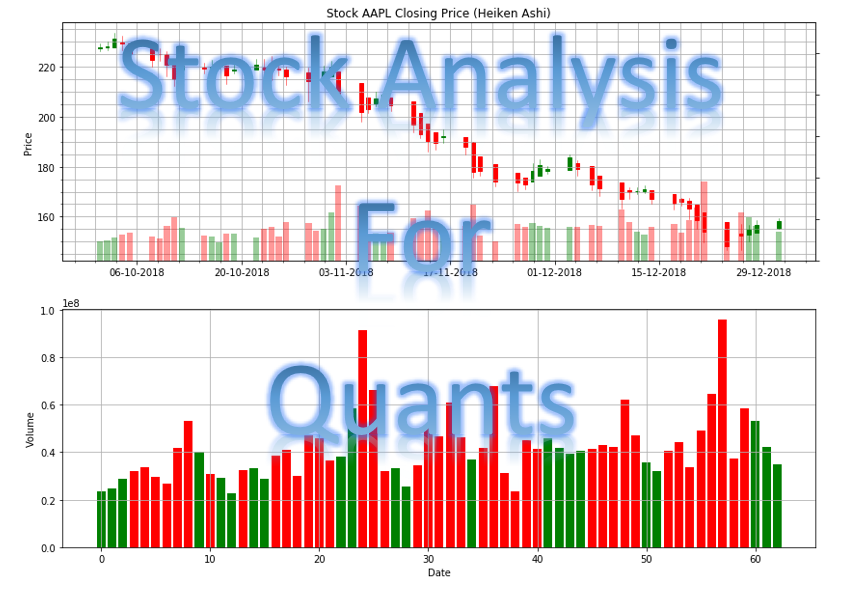 Stock AAPL Closing Price (Heiken Ashi)
Stock Analysis
For
Quants
Price
220
200
180
160
06-10-2018 20-10-2018 03-11-2018 17-11-2018 01-12-2018 15-12-2018 29-12-2018
1e8
Volume
1.0
0.8
0.6
0.4
0.2
0.0
0 10 20 30 40 50 60
Date